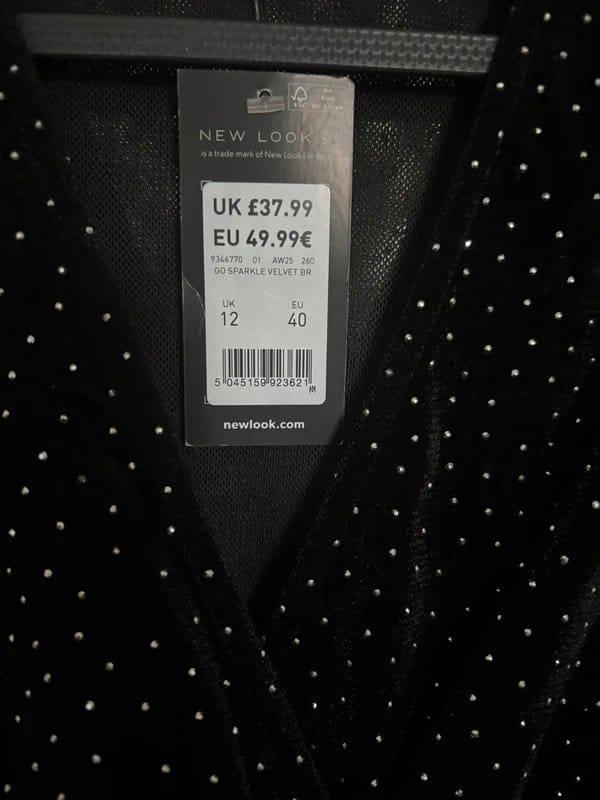 NEW LOOK
is a trade mark of New Look Limited
UK £37.99
EU 49.99€
9346770 01 AW25 260
GO SPARKLE VELVET BR
UK EU
12 40
5 045159 923621
newlook.com